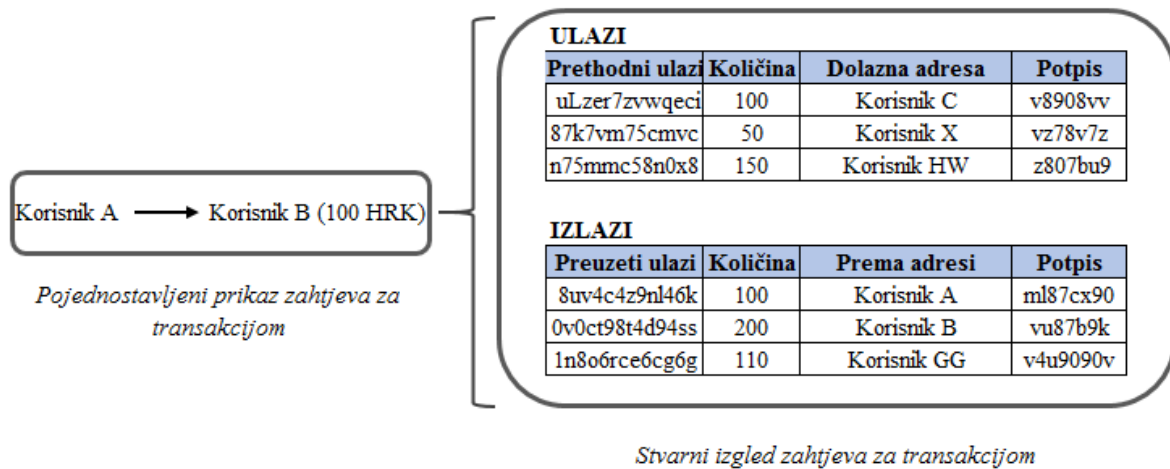 Korisnik A Korisnik B (100 HRK)
Pojednostavljeni prikaz zahtjeva za
transakcijom
ULAZI
Prethodni ulazi Količina Dolazna adresa Potpis
uLzer7zvwqeci 100 Korisnik C v8908vv
87k7vm75cmvc 50 Korisnik X vz78v7z
n75mmc58n0x8 150 Korisnik HW z807bu9
IZLAZI
Preuzeti ulazi Količina Prema adresi Potpis
8uv4c4z9nl46k 100 Korisnik A ml87cx90
0v0ct98t4d94ss 200 Korisnik B vu87b9k
1n8o6rce6cg6g 110 Korisnik GG v4u9090v
Stvarni izgled zahtjeva za transakcijom